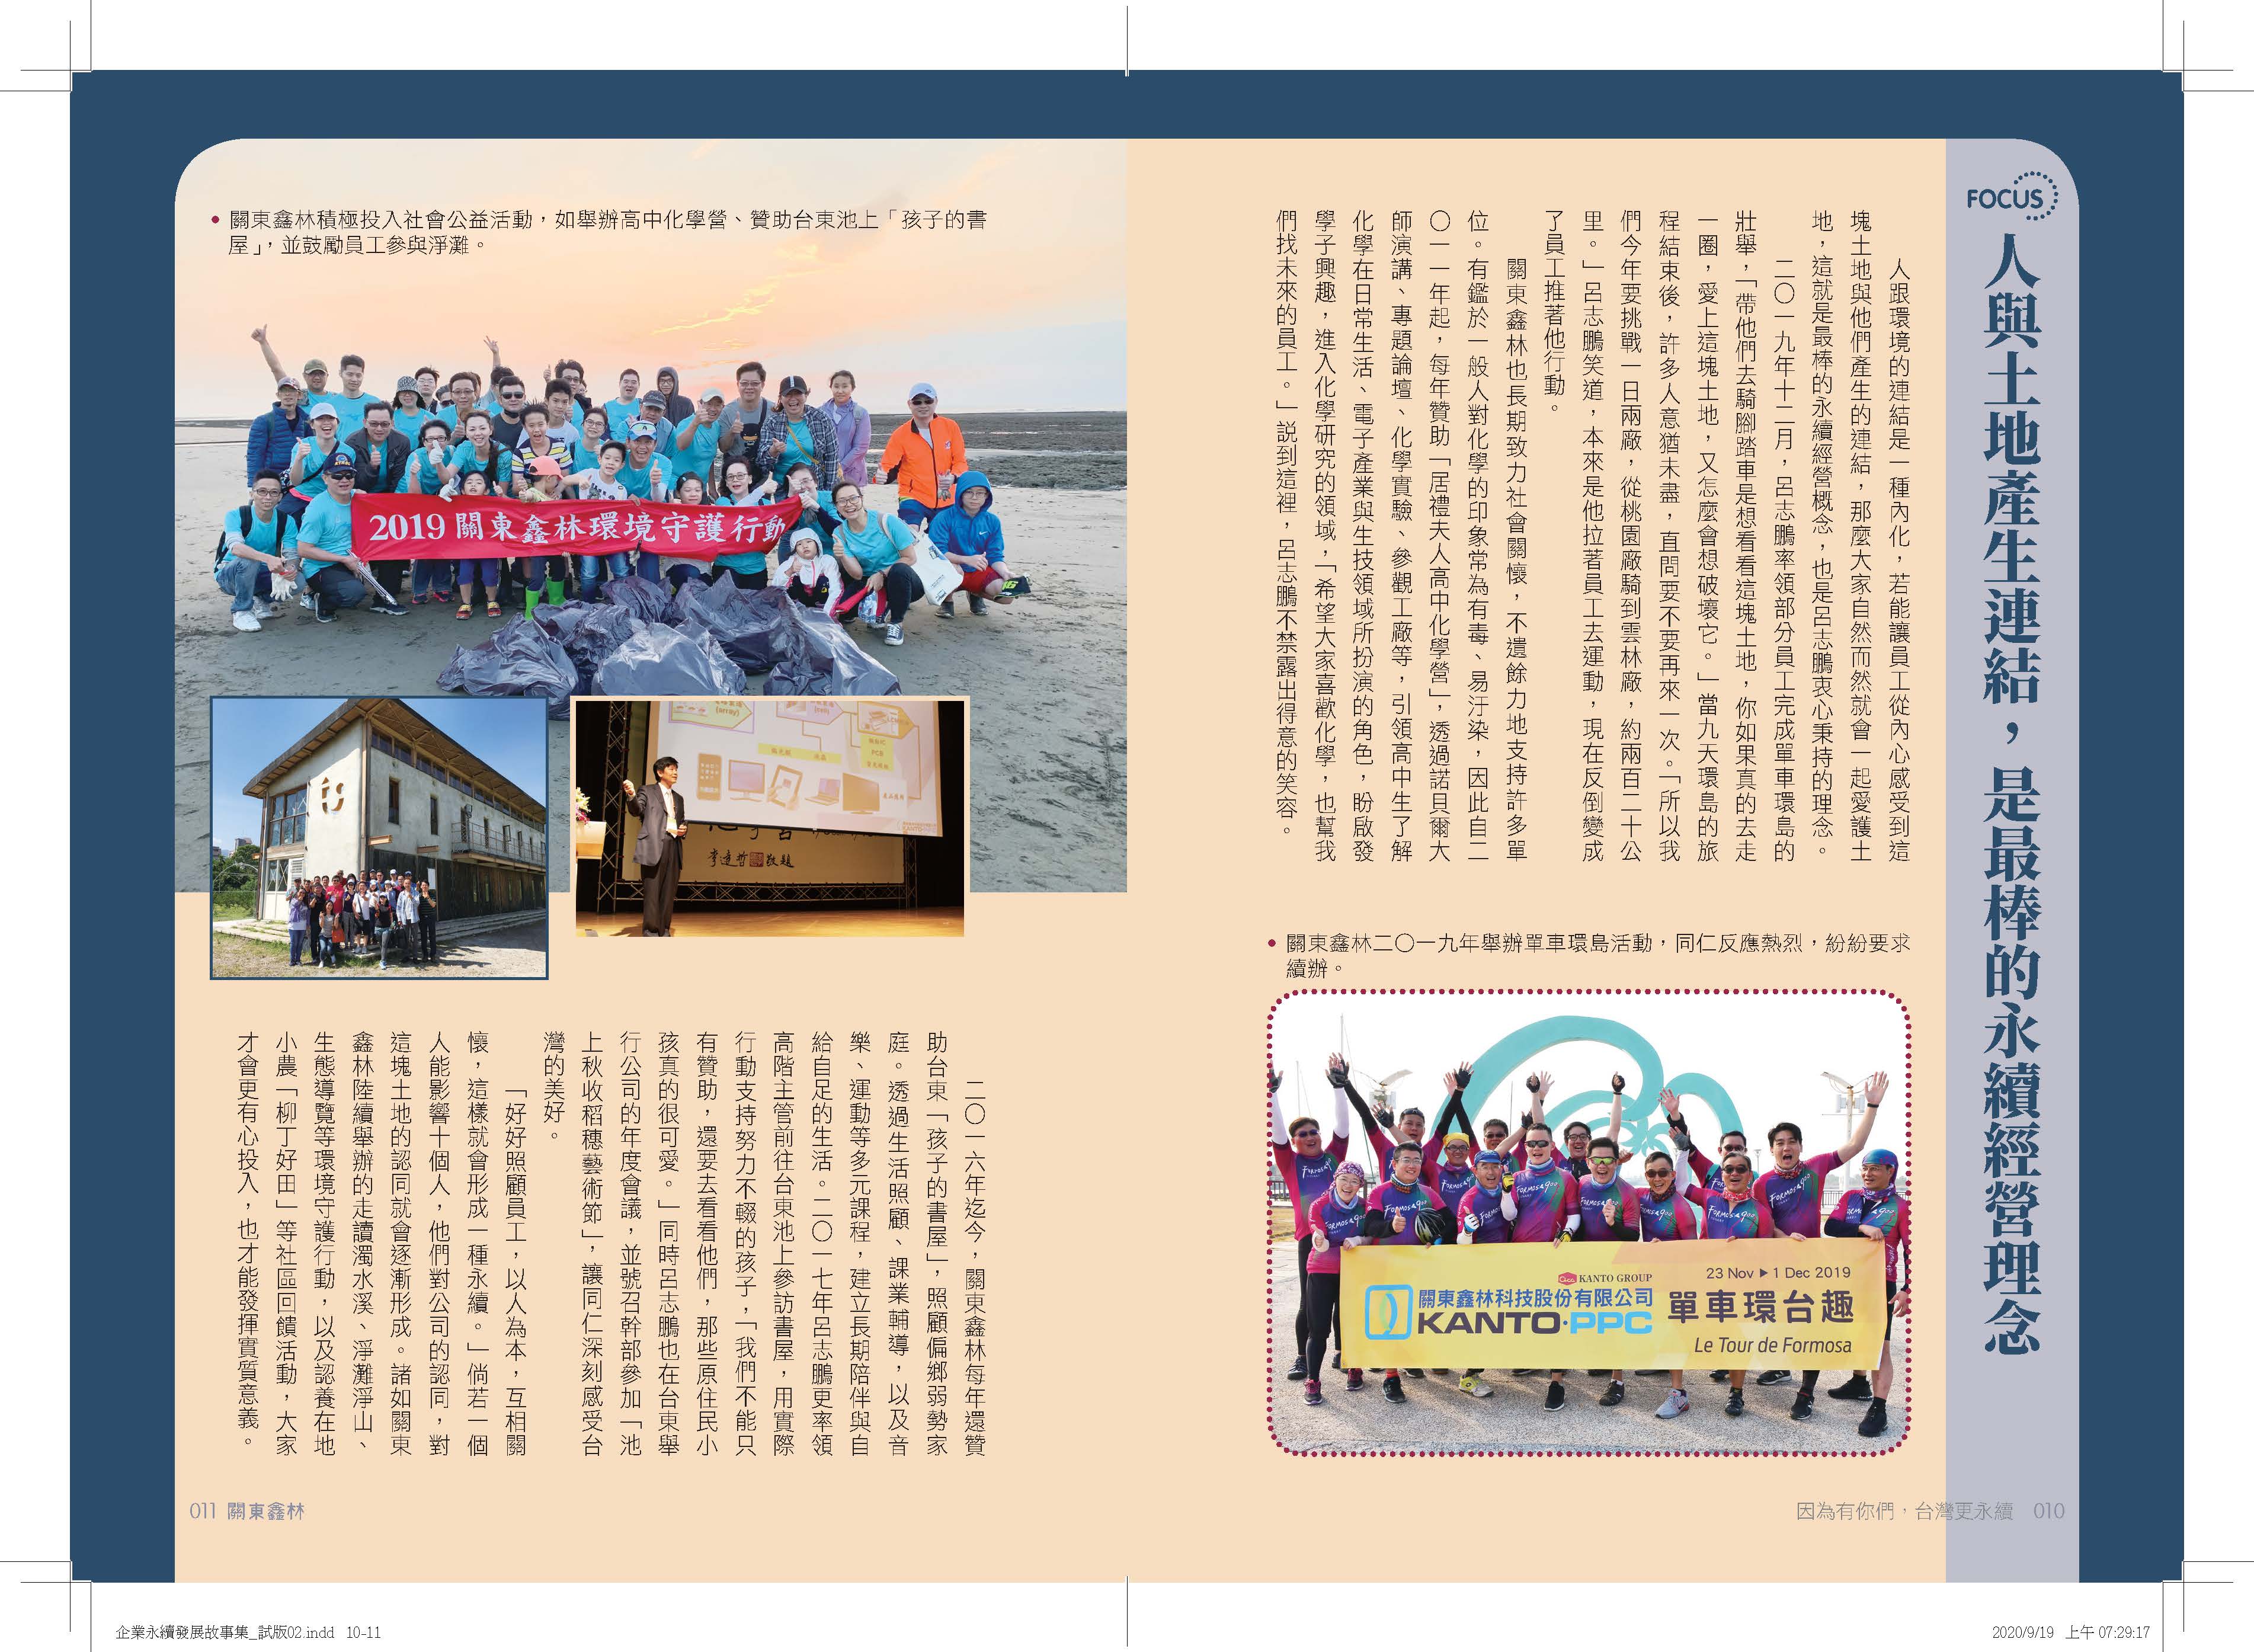 FOCUS
人與土地產生連結，是最棒的永續經營理念
人跟環境的連結是一種內化，若能讓員工從內心感受到這
塊土地與他們產生的連結，那麼大家自然而然就會一起愛護土
地，這就是最棒的永續經營概念，也是呂志鵬衷心秉持的理念。
二〇一九年十二月，呂志鵬率領部分員工完成單車環島的
壯舉，「帶他們去騎腳踏車是想看看這塊土地，你如果真的去走
一圈，愛上這塊土地，又怎麼會想破壞它。」當九天環島的旅
程結束後，許多人意猶未盡，直問要不要再來一次。「所以我
們今年要挑戰一日兩廠，從桃園廠騎到雲林廠，約兩百二十公
里。」呂志鵬笑道，本來是他拉著員工去運動，現在反倒變成
了員工推著他行動。
關東鑫林也長期致力社會關懷，不遺餘力地支持許多單
位。有鑑於一般人對化學的印象常為有毒、易汙染，因此自二
〇一一年起，每年贊助「居禮夫人高中化學營」，透過諾貝爾大
師演講、專題論壇、化學實驗、參觀工廠等，引領高中生了解
化學在日常生活、電子產業與生技領域所扮演的角色，盼啟發
學子興趣，進入化學研究的領域，「希望大家喜歡化學，也幫我
們找未來的員工。」說到這裡，呂志鵬不禁露出得意的笑容。
關東鑫林二〇一九年舉辦單車環島活動，同仁反應熱烈，紛紛要求
續辦。
KANTO GROUP
關東鑫林科技股份有限公司
KANTO·PPC
23 Nov ▶ 1 Dec 2019
單車環台趣
Le Tour de Formosa
因為有你們，台灣更永續 010
關東鑫林積極投入社會公益活動，如舉辦高中化學營、贊助台東池上「孩子的書
屋」，並鼓勵員工參與淨灘。
2019關東鑫林環境守護行動
(array)
PCB
李遠哲 敬題
二〇一六年迄今，關東鑫林每年還贊
助台東「孩子的書屋」，照顧偏鄉弱勢家
庭。透過生活照顧、課業輔導，以及音
樂、運動等多元課程，建立長期陪伴與自
給自足的生活。二〇一七年呂志鵬更率領
高階主管前往台東池上參訪書屋，用實際
行動支持努力不輟的孩子，「我們不能只
有贊助，還要去看看他們，那些原住民小
孩真的很可愛。」同時呂志鵬也在台東舉
行公司的年度會議，並號召幹部參加「池
上秋收稻穗藝術節」，讓同仁深刻感受台
灣的美好。
「好好照顧員工，以人為本，互相關
懷，這樣就會形成一種永續。」倘若一個
人能影響十個人，他們對公司的認同，對
這塊土地的認同就會逐漸形成。諸如關東
鑫林陸續舉辦的走讀濁水溪、淨灘淨山、
生態導覽等環境守護行動，以及認養在地
小農「柳丁好田」等社區回饋活動，大家
才會更有心投入，也才能發揮實質意義。
011 關東鑫林
企業永續發展故事集_試版02.indd 10-11
2020/9/19 上午 07:29:17